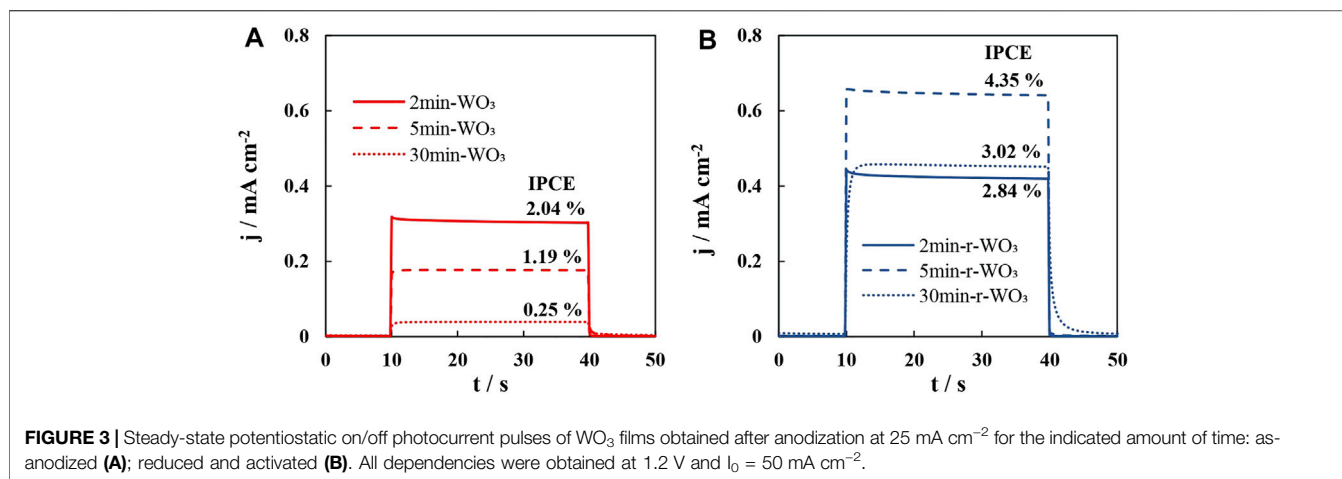 A
0.8
0.6
0.4
0.2
0
j / mA cm⁻²
2min-WO₃
5min-WO₃
30min-WO₃
IPCE
2.04 %
1.19 %
0.25 %
0 10 20 30 40 50
t / s
B
0.8
0.6
0.4
0.2
0
j / mA cm⁻²
IPCE
4.35 %
3.02 %
2.84 %
2min-r-WO₃
5min-r-WO₃
30min-r-WO₃
0 10 20 30 40 50
t / s
FIGURE 3 | Steady-state potentiostatic on/off photocurrent pulses of WO₃ films obtained after anodization at 25 mA cm⁻² for the indicated amount of time: as-
anodized (A); reduced and activated (B). All dependencies were obtained at 1.2 V and I₀ = 50 mA cm⁻².